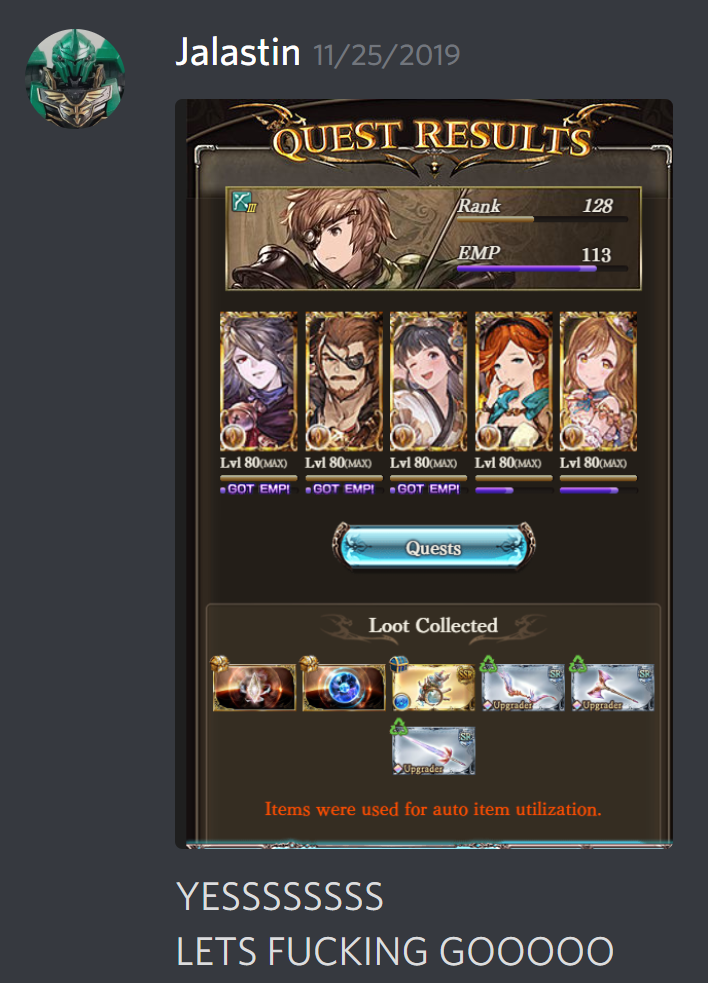 Jalastin 11/25/2019
QUEST RESULTS
III
Rank 128
EMP 113
Lvl 80(MAX) Lvl 80(MAX) Lvl 80(MAX) Lvl 80(MAX) Lvl 80(MAX)
GOT EMP! GOT EMP! GOT EMP!
Quests
Loot Collected
SSR SR SR
Upgrader Upgrader
SR
Upgrader
Items were used for auto item utilization.
YESSSSSSSS
LETS FUCKING GOOOOO